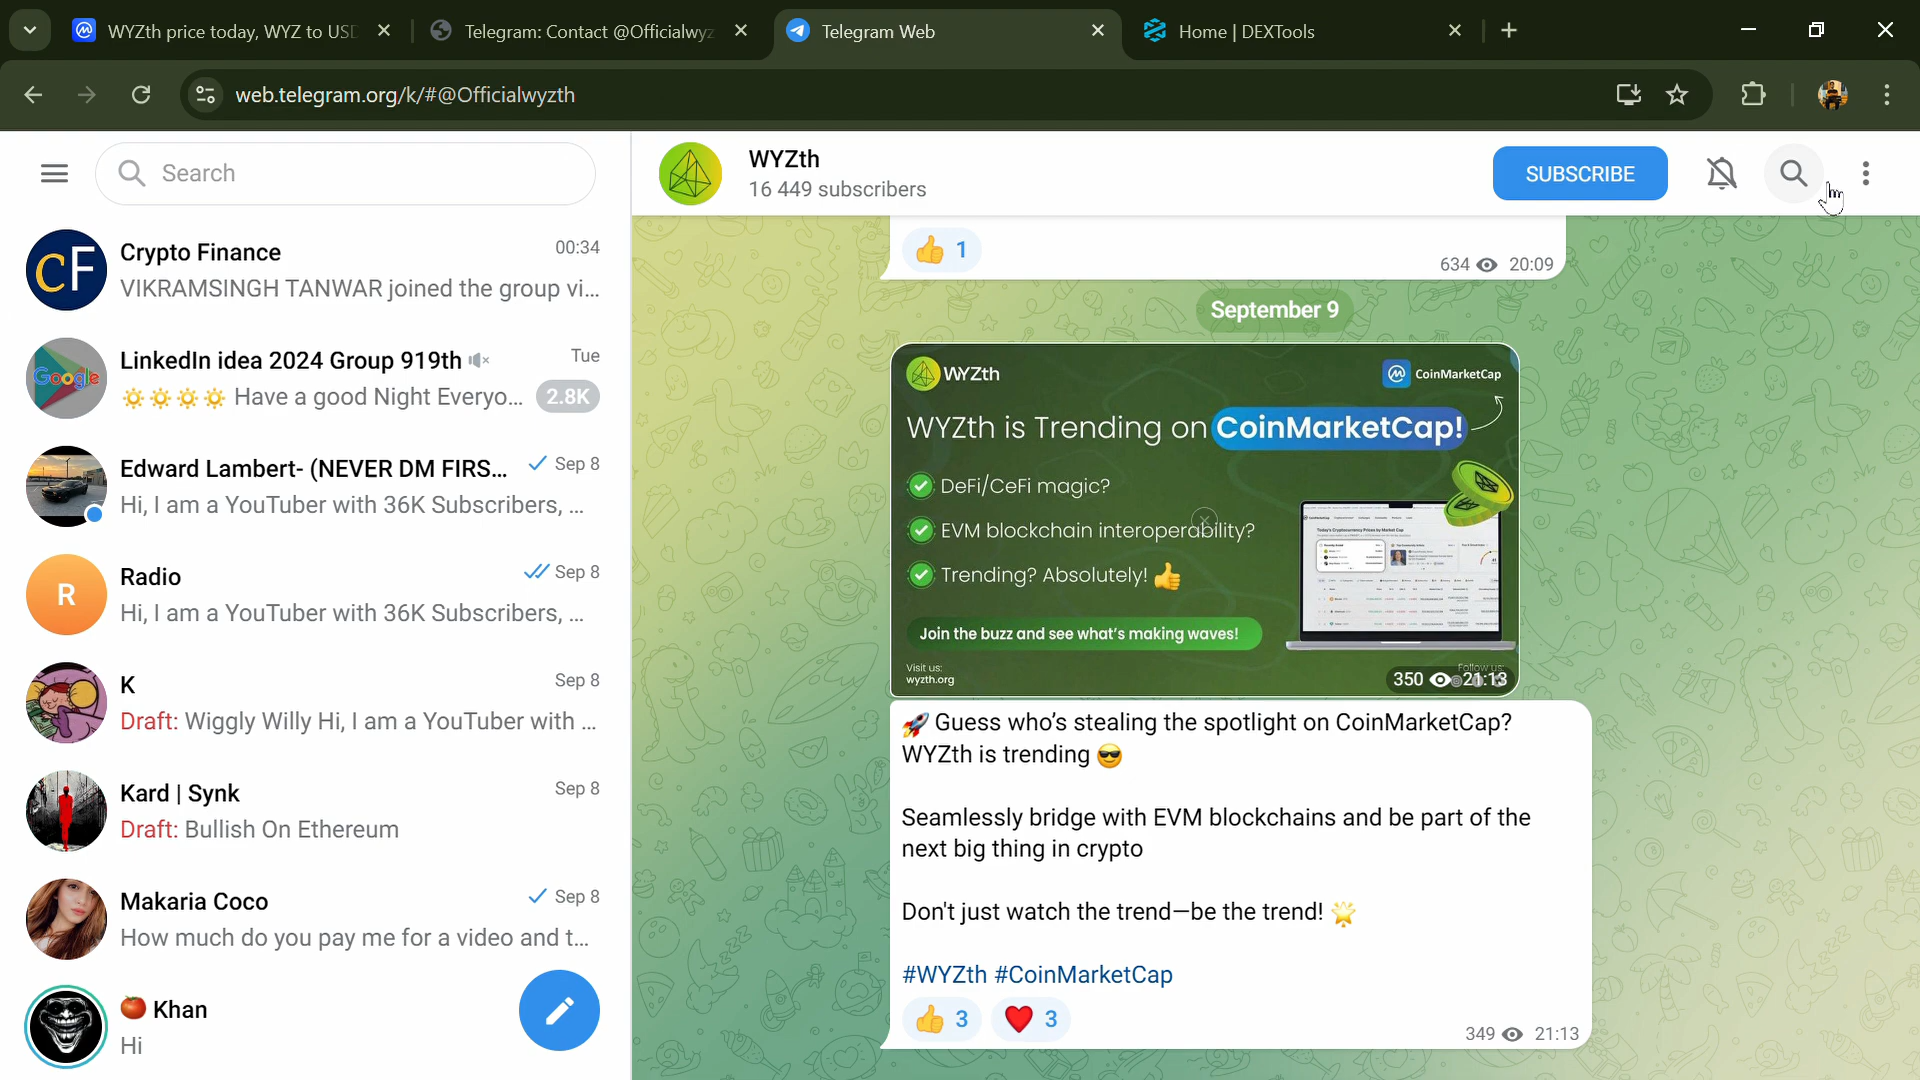 WYZth price today, WYZ to USD
Telegram: Contact @Officialwyz
Telegram Web
Home | DEXTools
web.telegram.org/k/#@Officialwyzth
Search
Crypto Finance 00:34
VIKRAMSINGH TANWAR joined the group vi...
LinkedIn idea 2024 Group 919th Tue
Google
Have a good Night Everyo... 2.8K
Edward Lambert- (NEVER DM FIRS... Sep 8
Hi, I am a YouTuber with 36K Subscribers, ...
R
Radio Sep 8
Hi, I am a YouTuber with 36K Subscribers, ...
K Sep 8
Draft: Wiggly Willy Hi, I am a YouTuber with ...
Kard | Synk Sep 8
Draft: Bullish On Ethereum
Makaria Coco Sep 8
How much do you pay me for a video and t...
Khan
Hi
WYZth
16 449 subscribers
SUBSCRIBE
1
634 20:09
September 9
WYZth
CoinMarketCap
WYZth is Trending on CoinMarketCap!
DeFi/CeFi magic?
EVM blockchain interoperability?
Trending? Absolutely!
Join the buzz and see what's making waves!
Visit us:
wyzth.org
Follow us:
350 21:13
Guess who's stealing the spotlight on CoinMarketCap?
WYZth is trending
Seamlessly bridge with EVM blockchains and be part of the
next big thing in crypto
Don't just watch the trend—be the trend!
#WYZth #CoinMarketCap
3 3
349 21:13